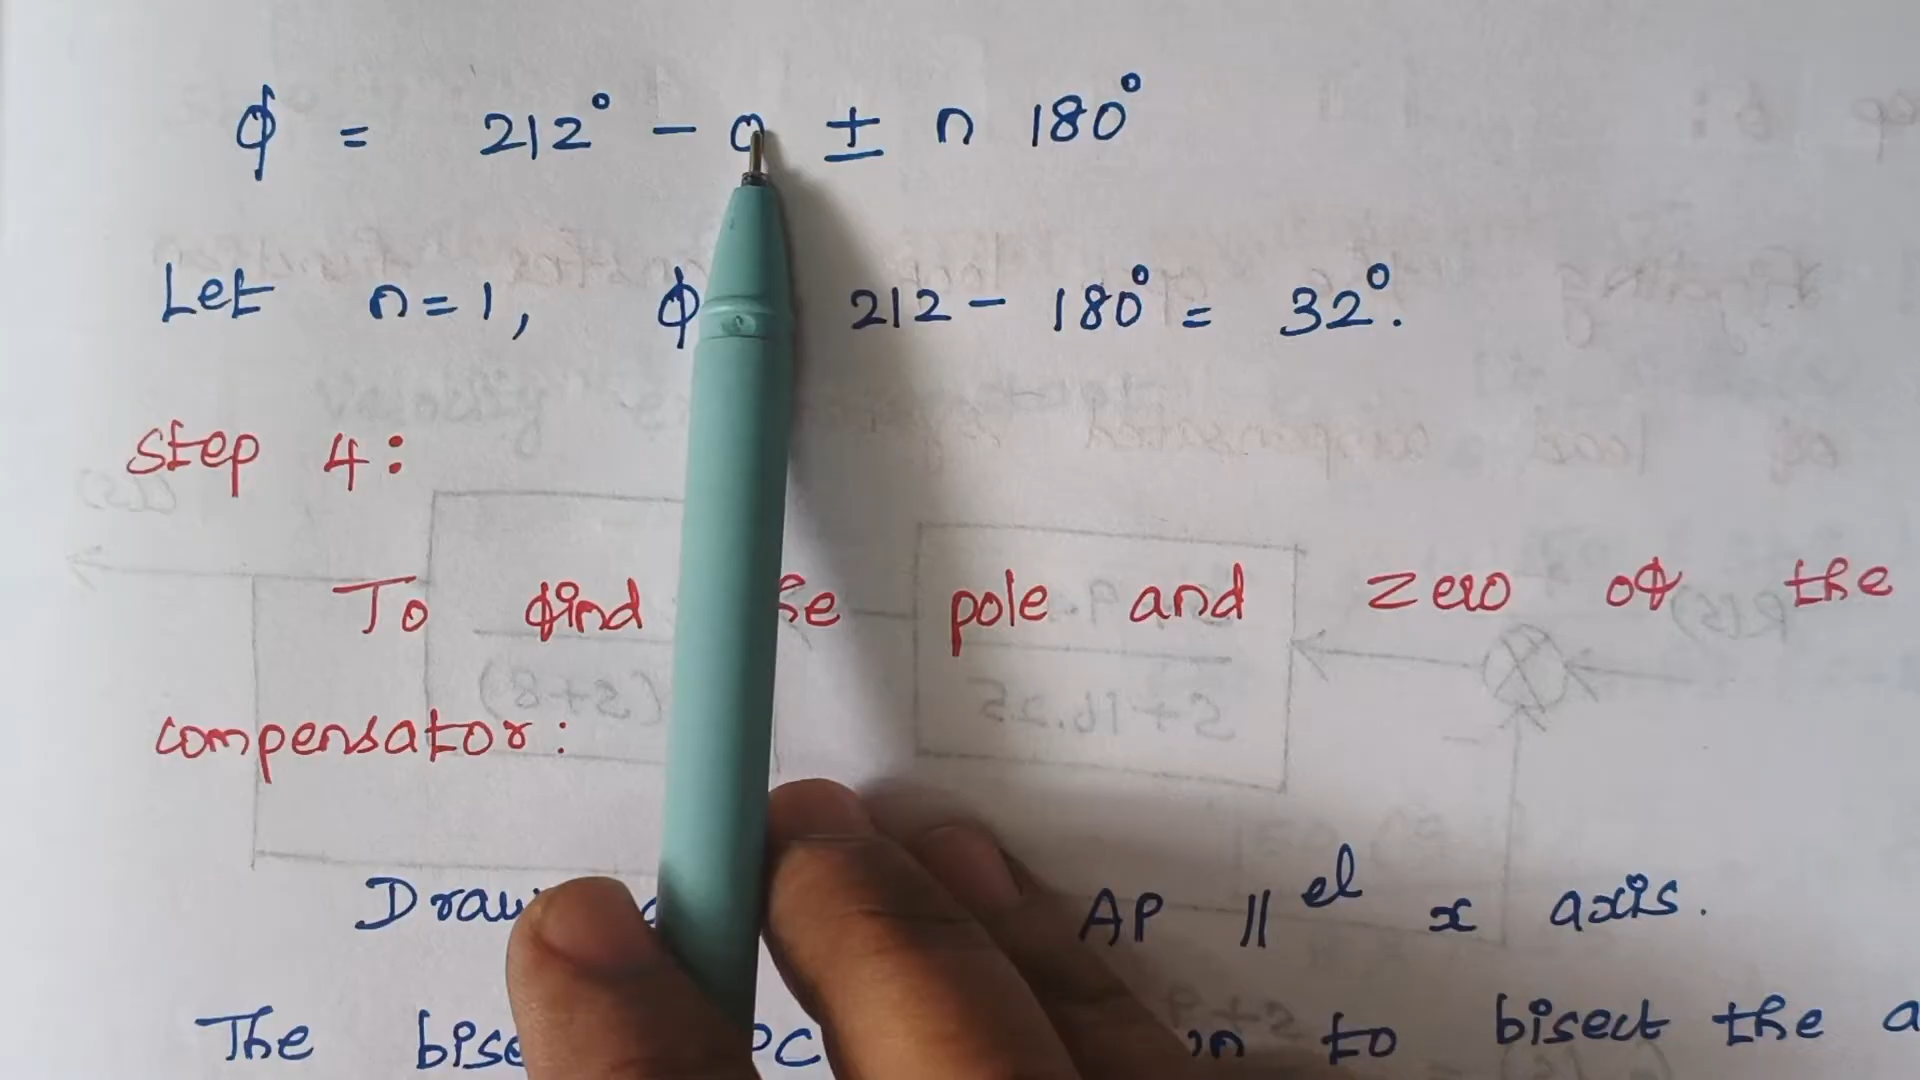 φ = 212° - 0 ± n 180°
Let n=1, φ 212 - 180° = 32°.
Step 4:
To find pole and zero of the
compensator:
AP ||el x axis.
The to bisect the